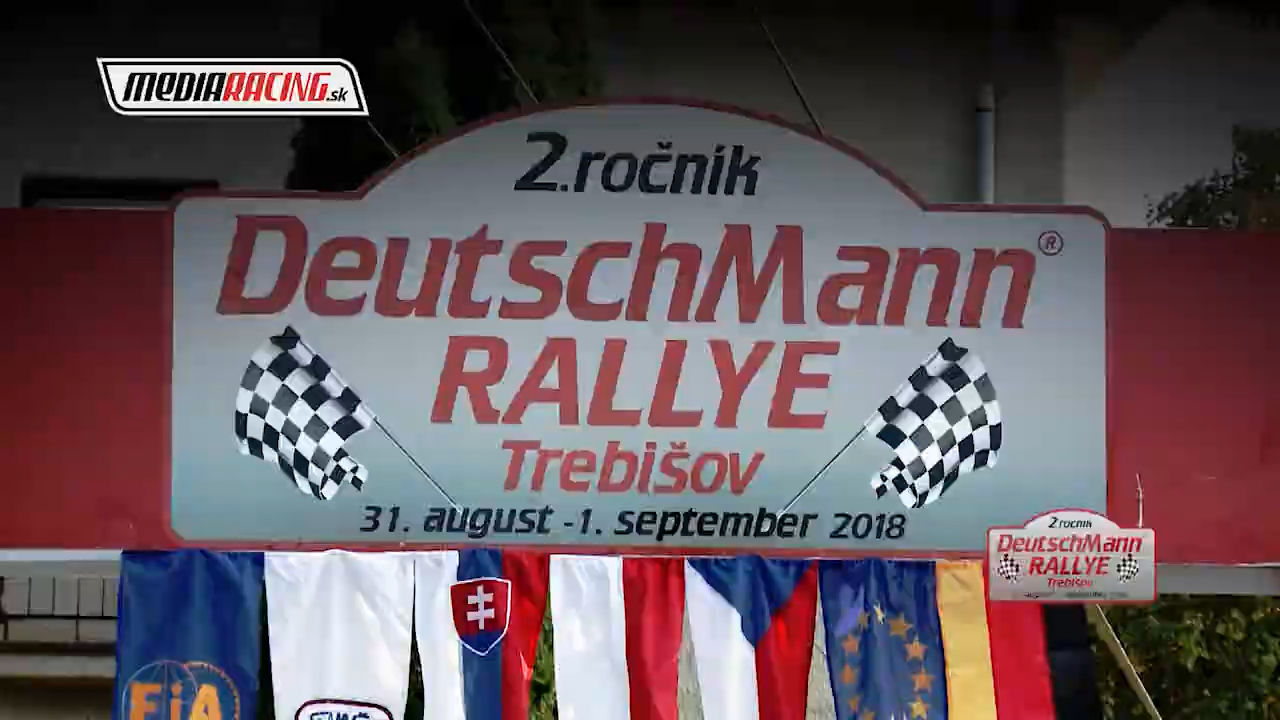 MEDIARACING.sk
2.ročník
DeutschMann®
RALLYE
Trebišov
31. august - 1. september 2018
2 ročník
DeutschMann
RALLYE
Trebišov
FiA